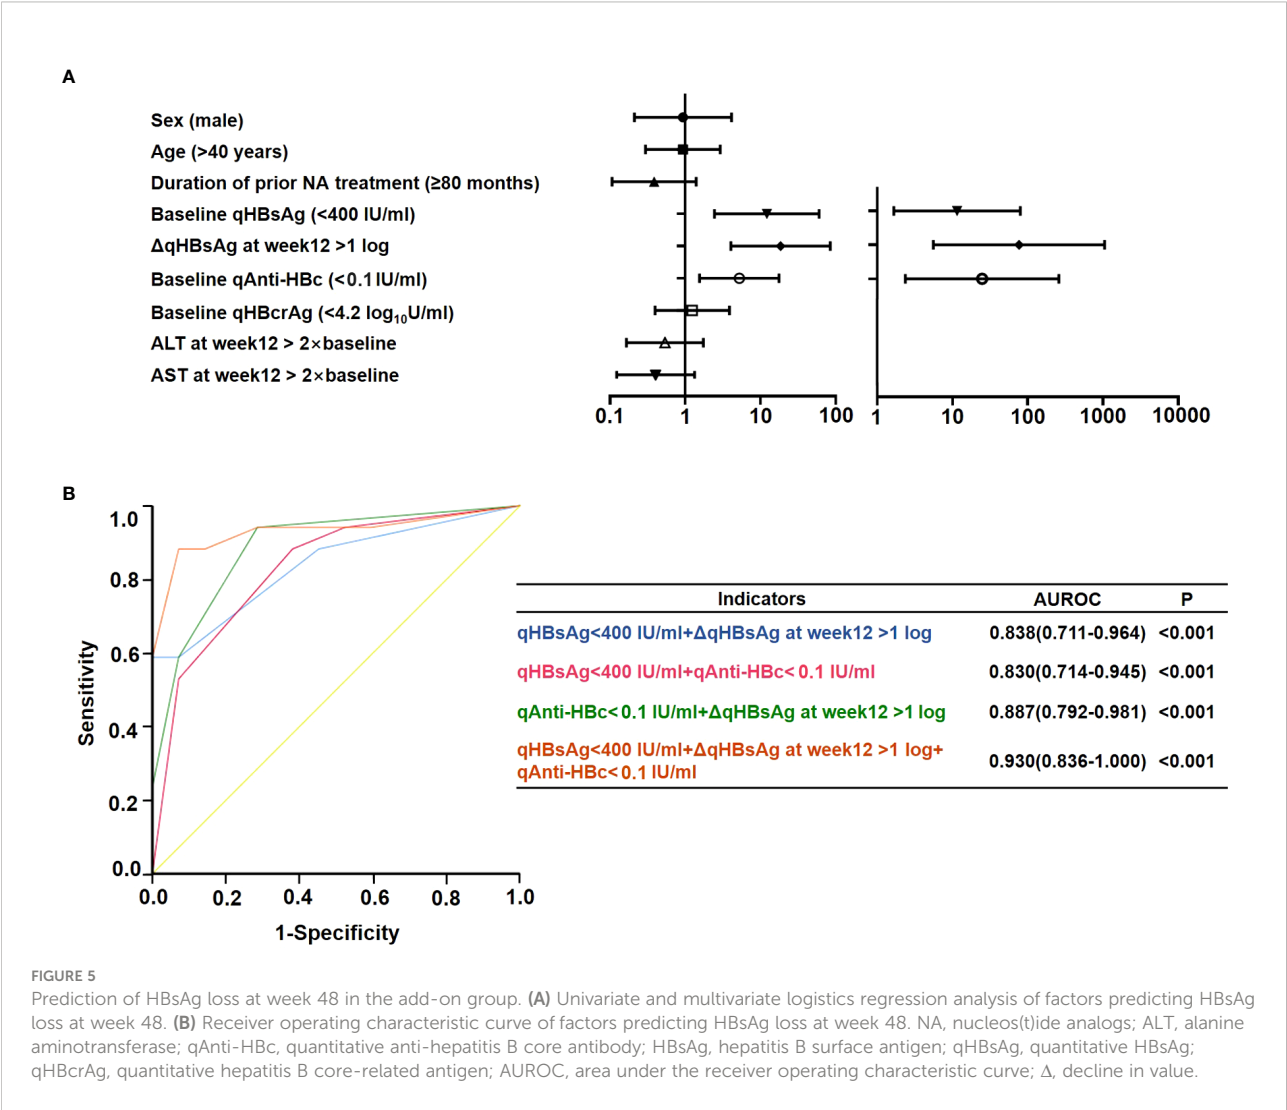 A
Sex (male)
Age (>40 years)
Duration of prior NA treatment (≥80 months)
Baseline qHBsAg (<400 IU/ml)
ΔqHBsAg at week12 >1 log
Baseline qAnti-HBc (<0.1 IU/ml)
Baseline qHBcrAg (<4.2 log₁₀U/ml)
ALT at week12 > 2×baseline
AST at week12 > 2×baseline
0.1 1 10 100
1 10 100 1000 10000
B
1.0
0.8
0.6
0.4
0.2
0.0
Sensitivity
0.0 0.2 0.4 0.6 0.8 1.0
1-Specificity
Indicators AUROC P
qHBsAg<400 IU/ml+ΔqHBsAg at week12 >1 log 0.838(0.711-0.964) <0.001
qHBsAg<400 IU/ml+qAnti-HBc<0.1 IU/ml 0.830(0.714-0.945) <0.001
qAnti-HBc<0.1 IU/ml+ΔqHBsAg at week12 >1 log 0.887(0.792-0.981) <0.001
qHBsAg<400 IU/ml+ΔqHBsAg at week12 >1 log+
qAnti-HBc<0.1 IU/ml 0.930(0.836-1.000) <0.001
FIGURE 5
Prediction of HBsAg loss at week 48 in the add-on group. (A) Univariate and multivariate logistics regression analysis of factors predicting HBsAg
loss at week 48. (B) Receiver operating characteristic curve of factors predicting HBsAg loss at week 48. NA, nucleos(t)ide analogs; ALT, alanine
aminotransferase; qAnti-HBc, quantitative anti-hepatitis B core antibody; HBsAg, hepatitis B surface antigen; qHBsAg, quantitative HBsAg;
qHBcrAg, quantitative hepatitis B core-related antigen; AUROC, area under the receiver operating characteristic curve; Δ, decline in value.